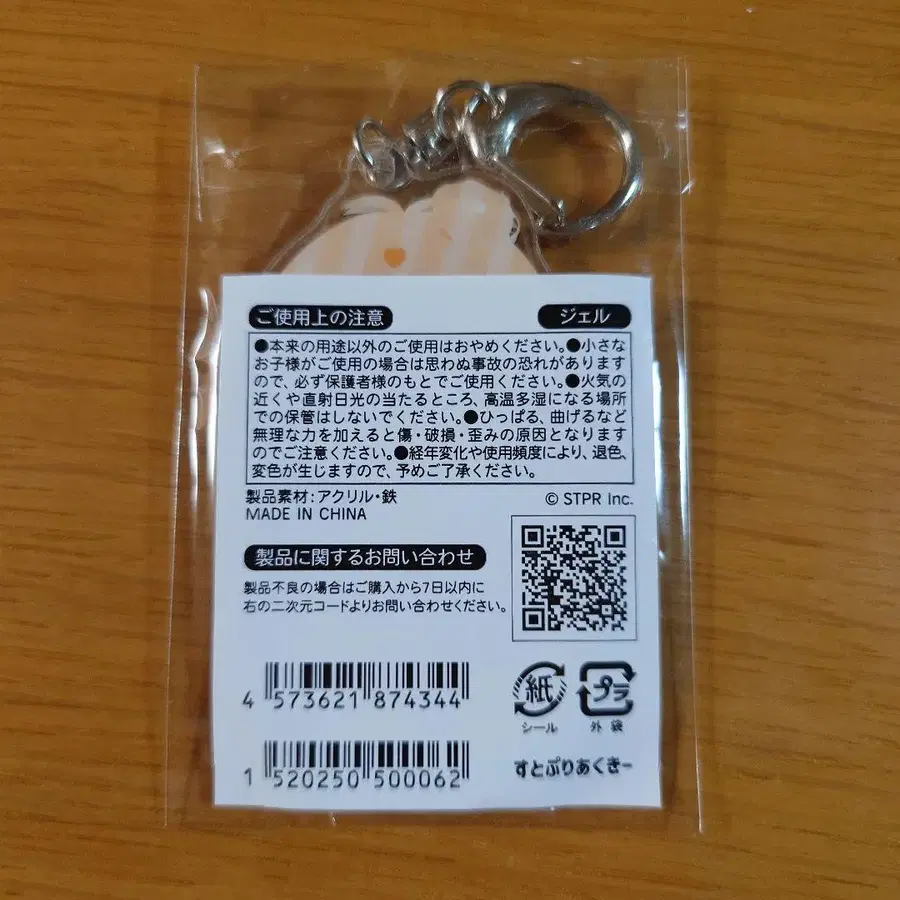 ご使用上の注意
ジェル
●本来の用途以外のご使用はおやめください。●小さな
お子様がご使用の場合は思わぬ事故の恐れがあります
ので、必ず保護者様のもとでご使用ください。●火気の
近くや直射日光の当たるところ、高温多湿になる場所
での保管はしないでください。●ひっぱる、曲げるなど
無理な力を加えると傷・破損・歪みの原因となります
のでご注意ください。●経年変化や使用頻度により、退色、
変色が生じますので、予めご了承ください。
製品素材:アクリル・鉄
© STPR Inc.
MADE IN CHINA
製品に関するお問い合わせ
製品不良の場合はご購入から7日以内に
右の二次元コードよりお問い合わせください。
4 573621 874344
紙
シール
プラ
外袋
1 520250 500062
すとぷりあくきー